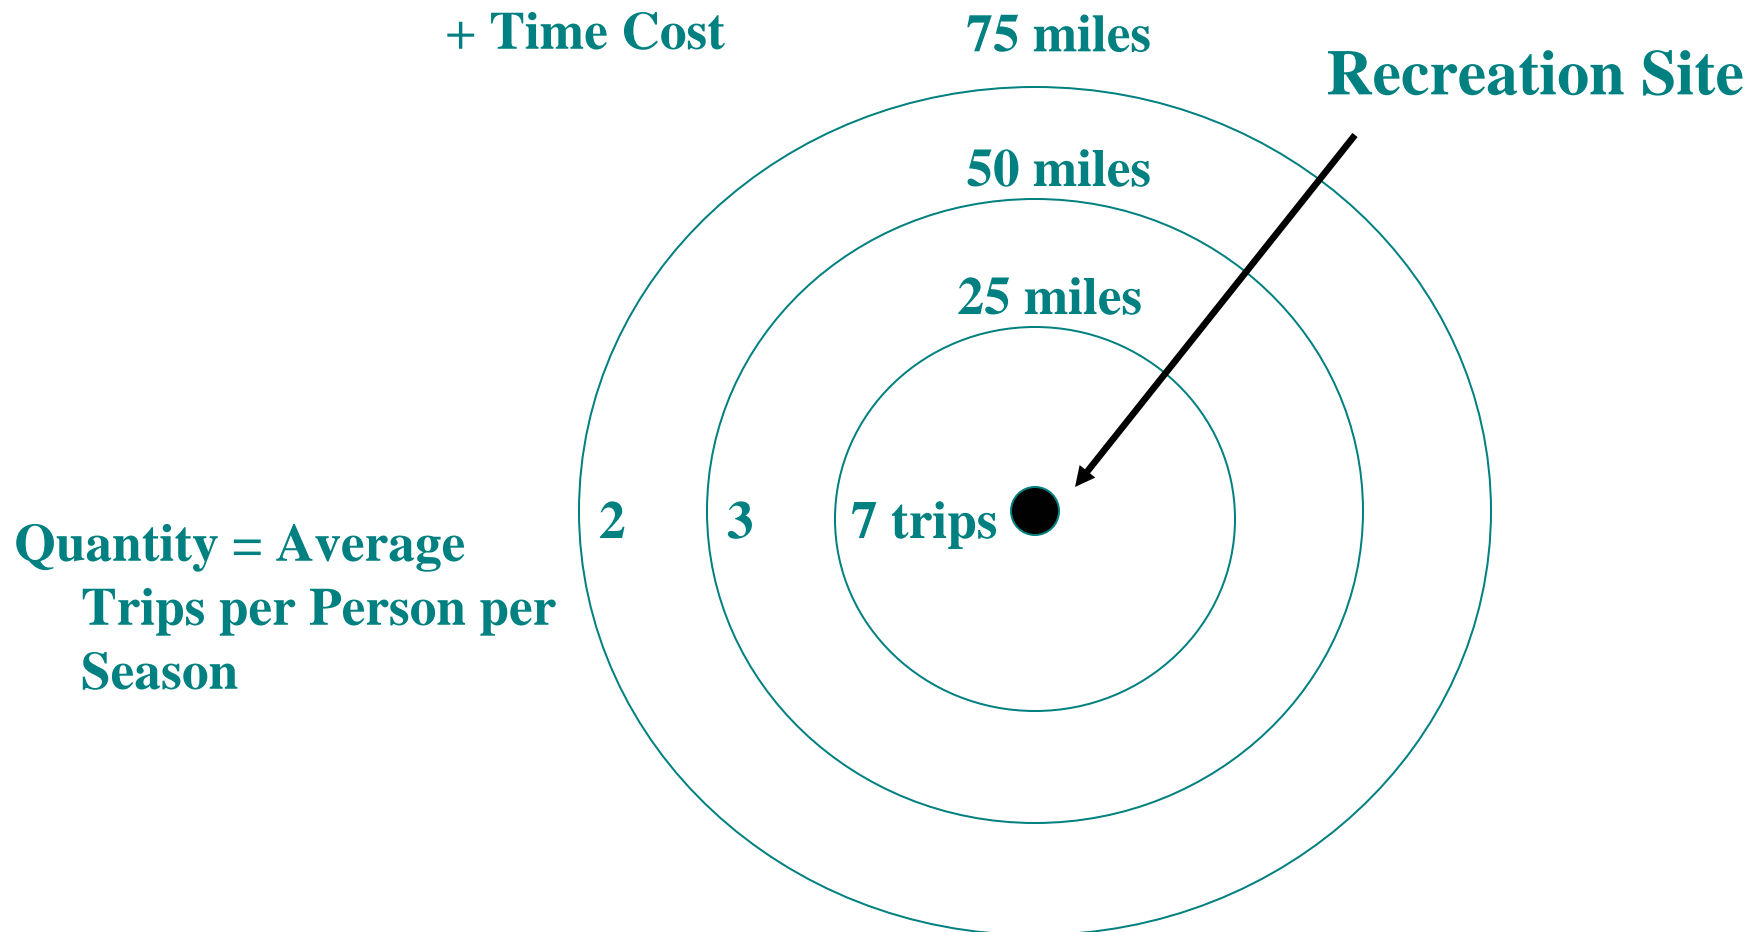 + Time Cost
75 miles
Recreation Site
50 miles
25 miles
2
3
7 trips
Quantity = Average
Trips per Person per
Season